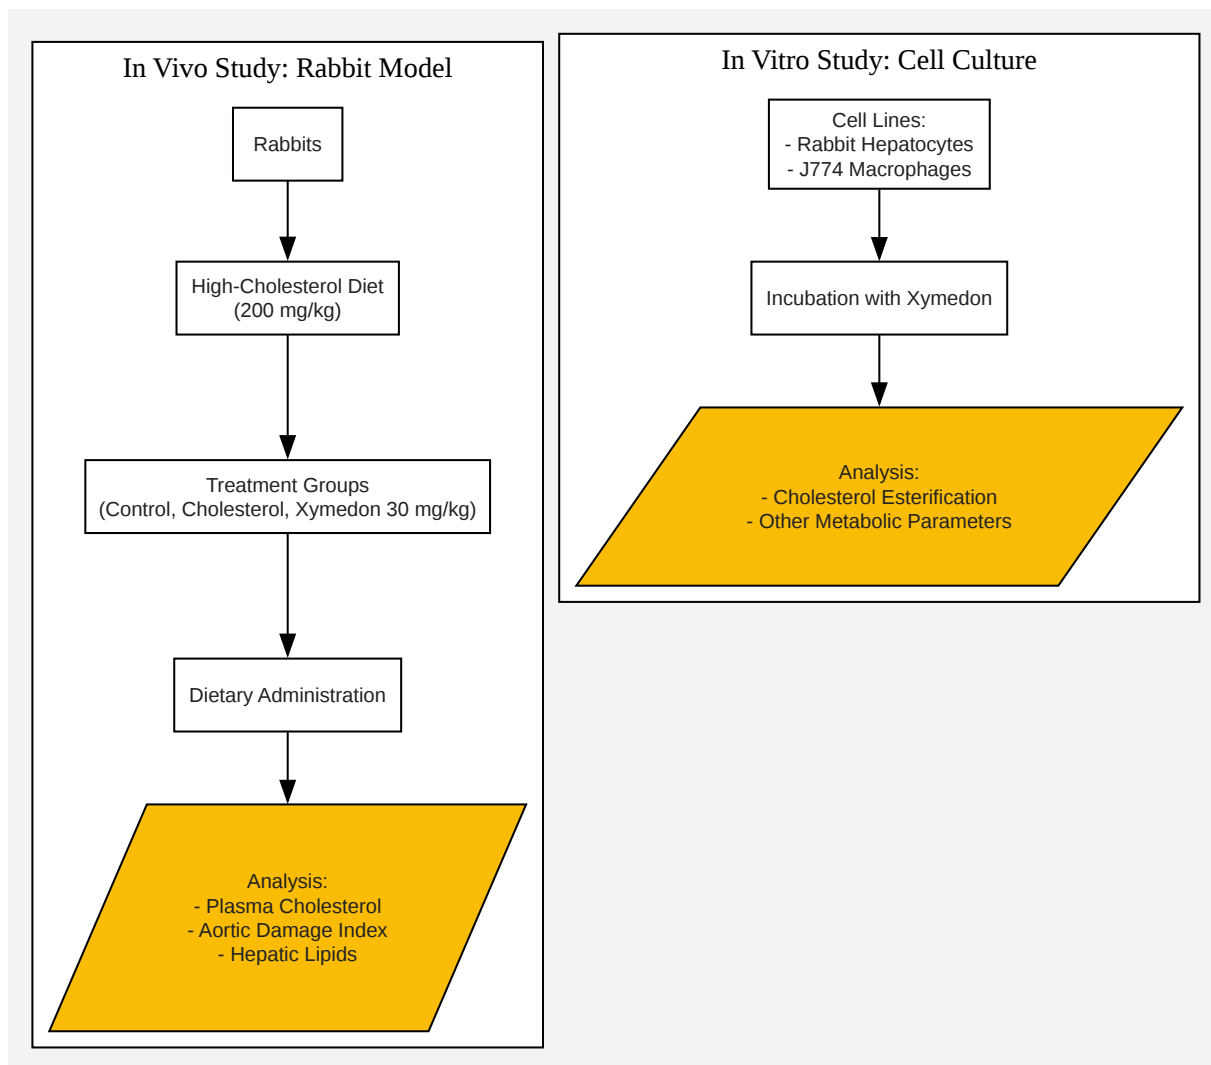 In Vivo Study: Rabbit Model
Rabbits
High-Cholesterol Diet
(200 mg/kg)
Treatment Groups
(Control, Cholesterol, Xymedon 30 mg/kg)
Dietary Administration
Analysis:
- Plasma Cholesterol
- Aortic Damage Index
- Hepatic Lipids
In Vitro Study: Cell Culture
Cell Lines:
- Rabbit Hepatocytes
- J774 Macrophages
Incubation with Xymedon
Analysis:
- Cholesterol Esterification
- Other Metabolic Parameters